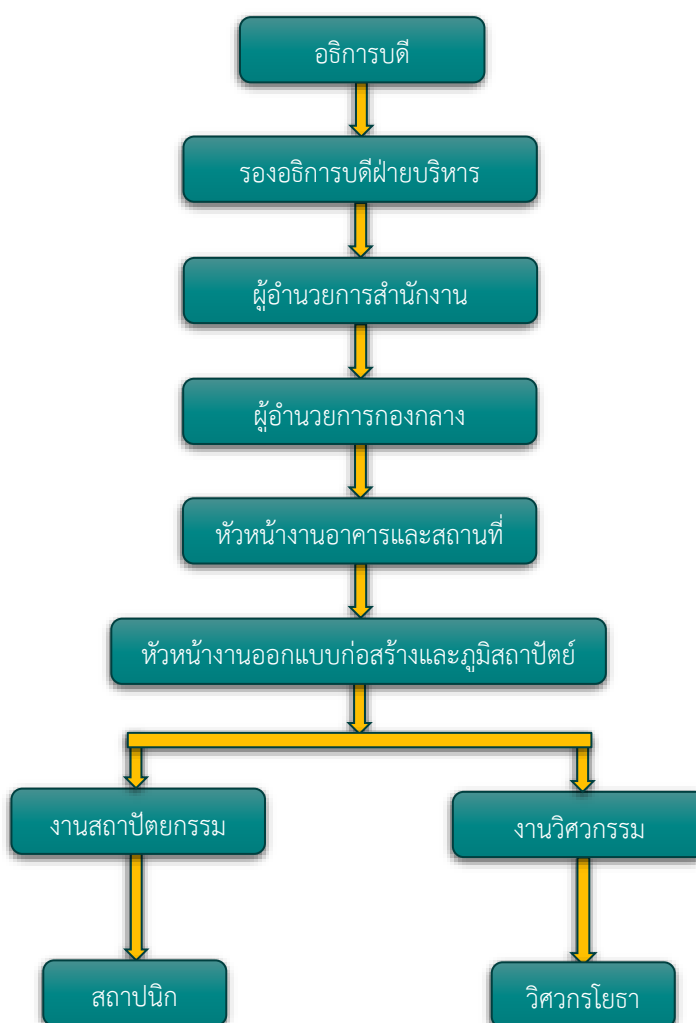 อธิการบดี
รองอธิการบดีฝ่ายบริหาร
ผู้อำนวยการสำนักงาน
ผู้อำนวยการกองกลาง
หัวหน้างานอาคารและสถานที่
หัวหน้างานออกแบบก่อสร้างและภูมิสถาปัตย์
งานสถาปัตยกรรม
งานวิศวกรรม
สถาปนิก
วิศวกรโยธา